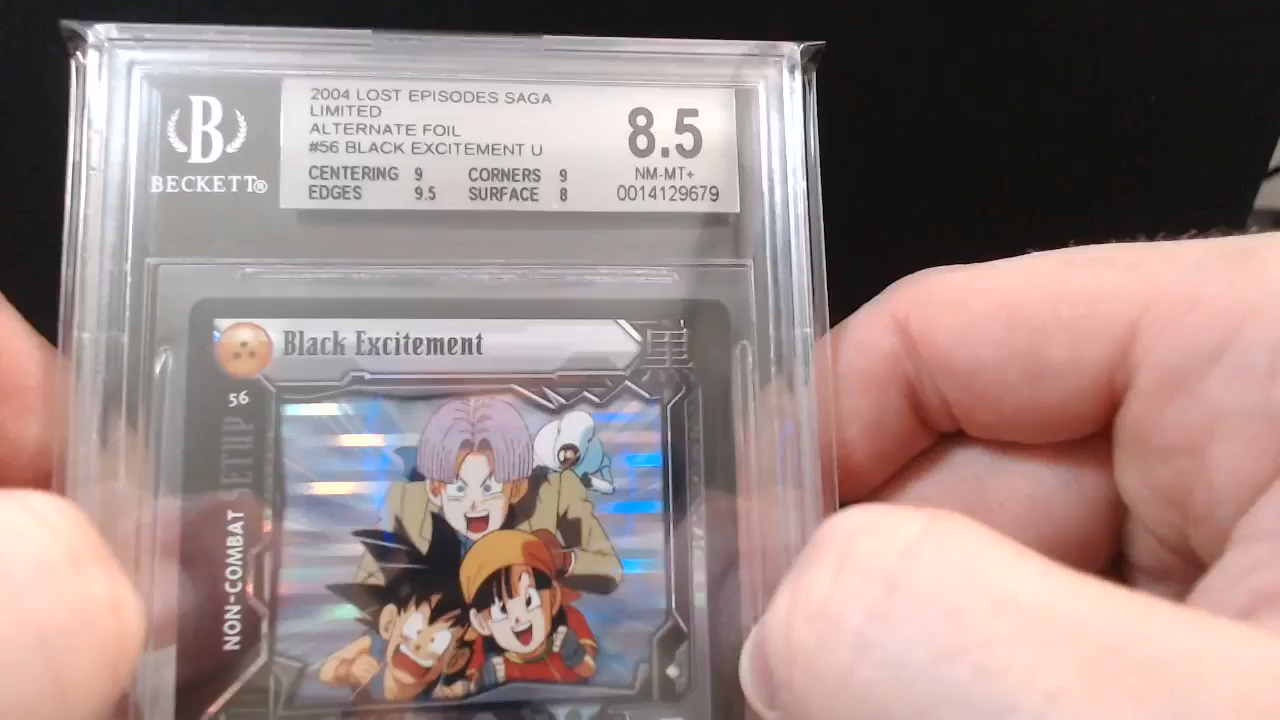 B
BECKETT®
2004 LOST EPISODES SAGA
LIMITED
ALTERNATE FOIL
#56 BLACK EXCITEMENT U
CENTERING 9 CORNERS 9
EDGES 9.5 SURFACE 8
8.5
NM-MT+
0014129679
Black Excitement
黒
56
NON-COMBAT SETUP